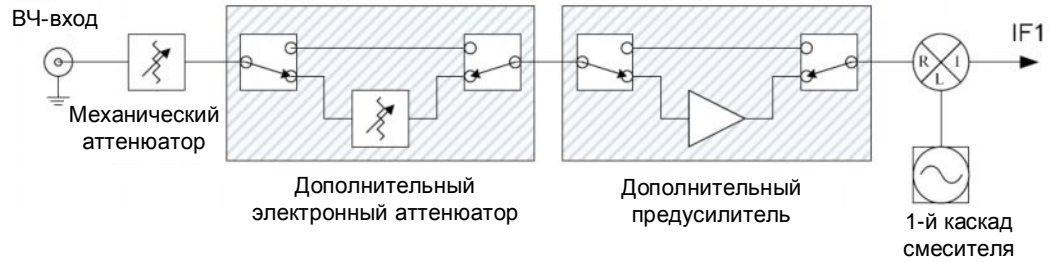 ВЧ-вход
IF1
R I
L
Механический
аттенюатор
Дополнительный
электронный аттенюатор
Дополнительный
предусилитель
1-й каскад
смесителя